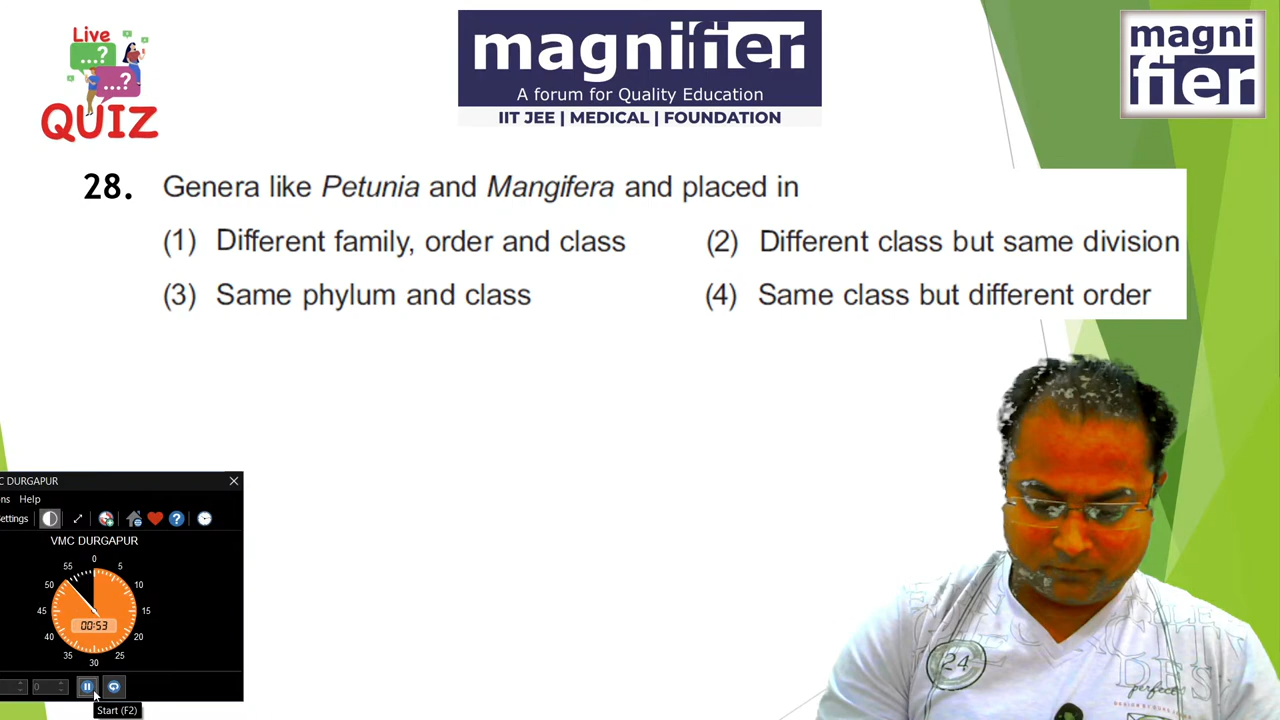 Live
...?
...?
QUIZ
magnifier
A forum for Quality Education
IIT JEE | MEDICAL | FOUNDATION
magni
fier
28. Genera like Petunia and Mangifera and placed in
(1) Different family, order and class (2) Different class but same division
(3) Same phylum and class (4) Same class but different order
C DURGAPUR
ns Help
ettings
VMC DURGAPUR
0
55 5
50 10
45 15
40 20
35 25
30
00:53
0
Start (F2)
24
perfect